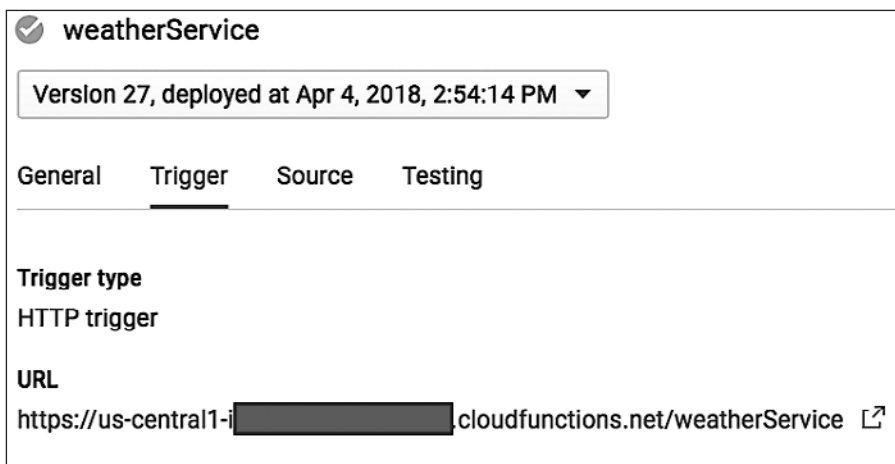 weatherService
Version 27, deployed at Apr 4, 2018, 2:54:14 PM
General Trigger Source Testing
Trigger type
HTTP trigger
URL
https://us-central1-i .cloudfunctions.net/weatherService